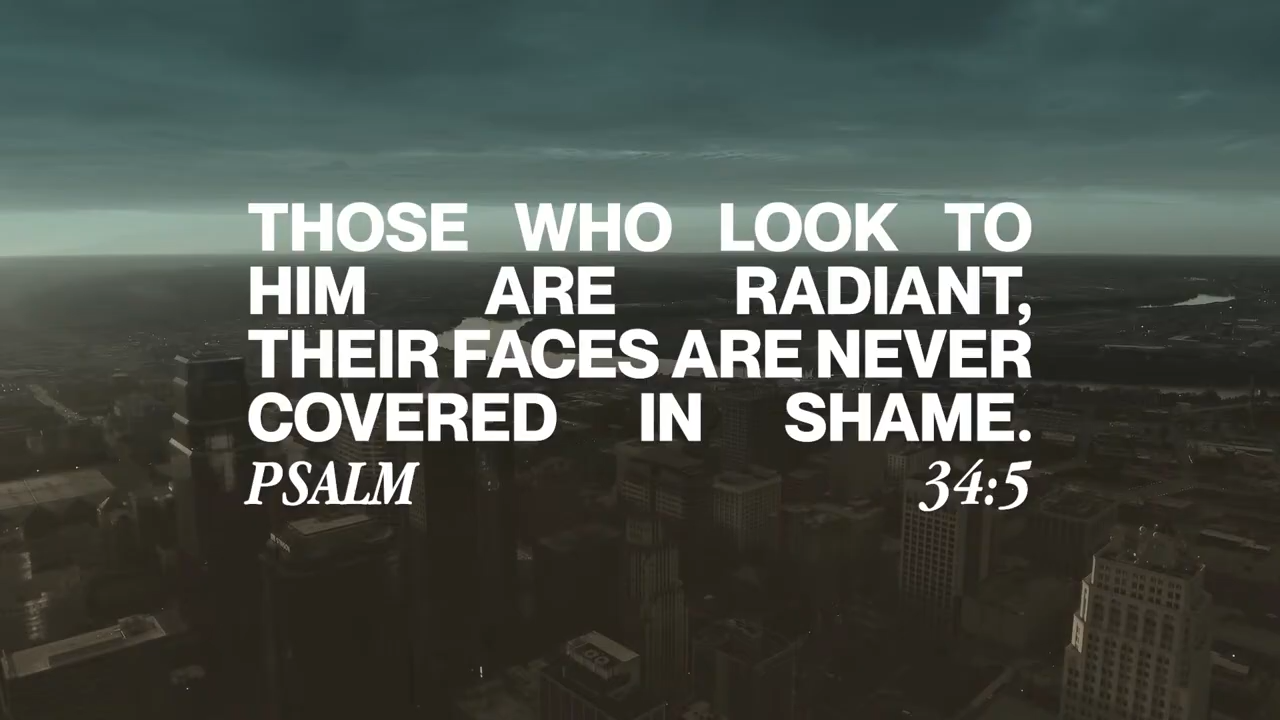 THOSE WHO LOOK TO
HIM ARE RADIANT,
THEIR FACES ARE NEVER
COVERED IN SHAME.
PSALM 34:5